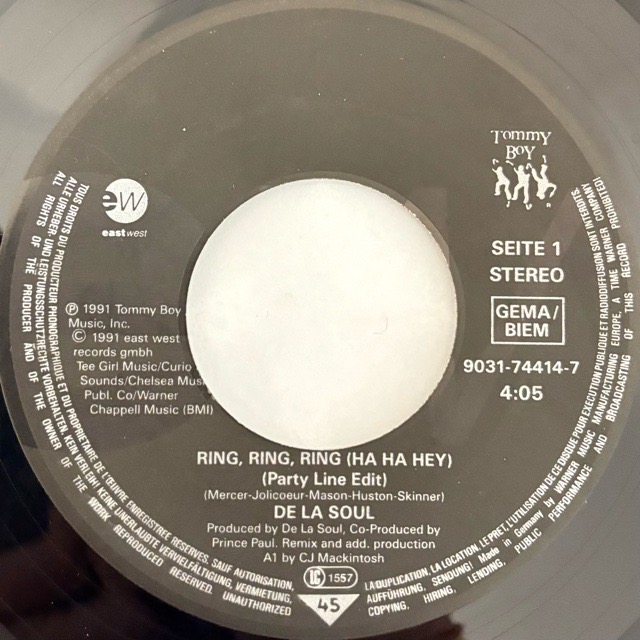 Tommy
BOY
ew
eastwest
SEITE 1
STEREO
GEMA/
BIEM
9031-74414-7
4:05
℗ 1991 Tommy Boy
Music, Inc.
© 1991 east west
records gmbh
Tee Girl Music/Curio
Sounds/Chelsea Mus
Publ. Co/Warner
Chappell Music (BMI)
RING, RING, RING (HA HA HEY)
(Party Line Edit)
(Mercer-Jolicoeur-Mason-Huston-Skinner)
DE LA SOUL
Produced by De La Soul, Co-Produced by
Prince Paul. Remix and add. production
A1 by CJ Mackintosh
LC 1557
45
TOUS DROITS DU PRODUCTEUR PHONOGRAPHIQUE ET DU PROPRIETAIRE DE L'ŒUVRE ENREGISTREE RESERVES. SAUF AUTORISATION,
LA DUPLICATION, LA LOCATION, LE PRET, L'UTILISATION DE CE DISQUE POUR EXECUTION PUBLIQUE ET RADIODIFFUSION SONT INTERDITS
ALLE URHEBER- UND LEISTUNGSSCHUTZRECHTE VORBEHALTEN. KEIN VERLEIH! KEINE UNERLAUBTE VERVIELFÄLTIGUNG, VERMIETUNG,
AUFFÜHRUNG, SENDUNG! Made in Germany by WARNER MUSIC MANUFACTURING EUROPE, A TIME WARNER COMPANY
ALL RIGHTS OF THE PRODUCER AND OF THE OWNER OF THE WORK REPRODUCED RESERVED. UNAUTHORIZED
COPYING, HIRING, LENDING, PUBLIC PERFORMANCE AND BROADCASTING OF THIS RECORD PROHIBITED!